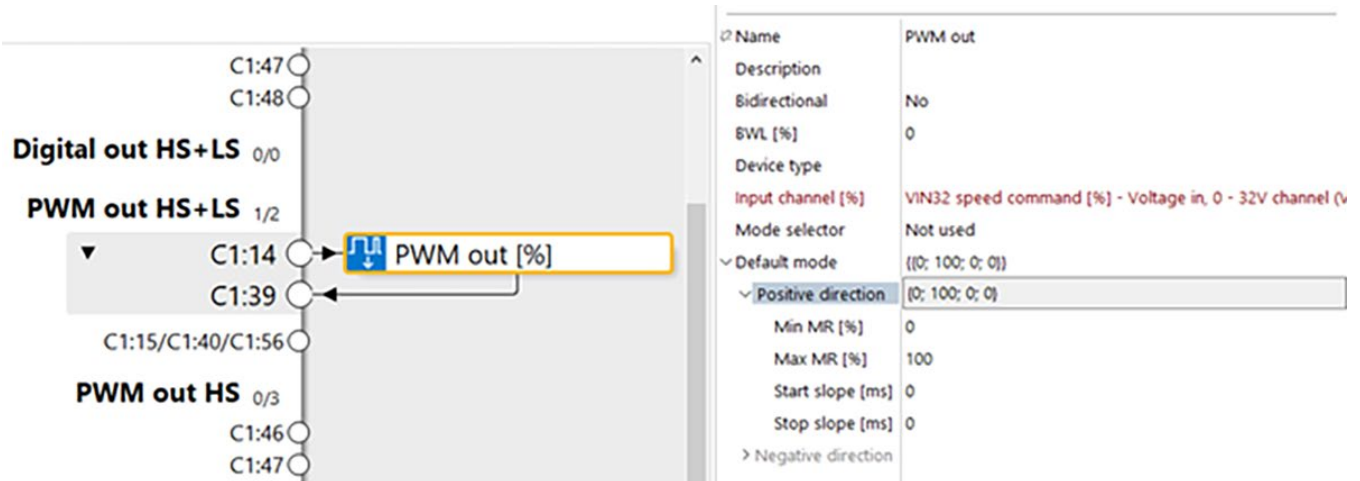 C1:47
C1:48
Digital out HS+LS 0/0
PWM out HS+LS 1/2
C1:14
PWM out [%]
C1:39
C1:15/C1:40/C1:56
PWM out HS 0/3
C1:46
C1:47
Name PWM out
Description
Bidirectional No
BWL [%] 0
Device type
Input channel [%] VIN32 speed command [%] - Voltage in, 0 - 32V channel (V
Mode selector Not used
Default mode {{0; 100; 0; 0}}
Positive direction {0; 100; 0; 0}
Min MR [%] 0
Max MR [%] 100
Start slope [ms] 0
Stop slope [ms] 0
Negative direction